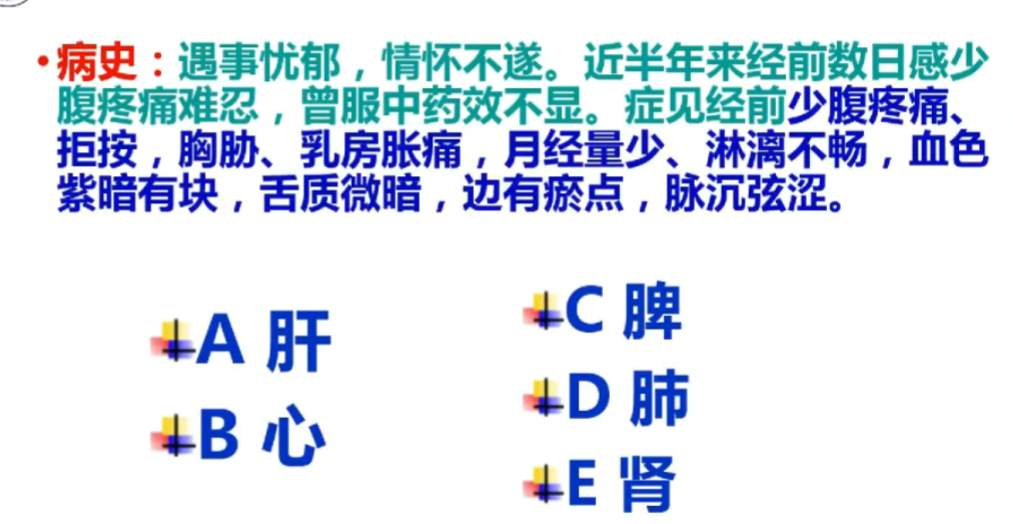 •病史：遇事忧郁，情怀不遂。近半年来经前数日感少
腹疼痛难忍，曾服中药效不显。症见经前少腹疼痛、
拒按，胸胁、乳房胀痛，月经量少、淋漓不畅，血色
紫暗有块，舌质微暗，边有瘀点，脉沉弦涩。
A 肝
B 心
C 脾
D 肺
E 肾